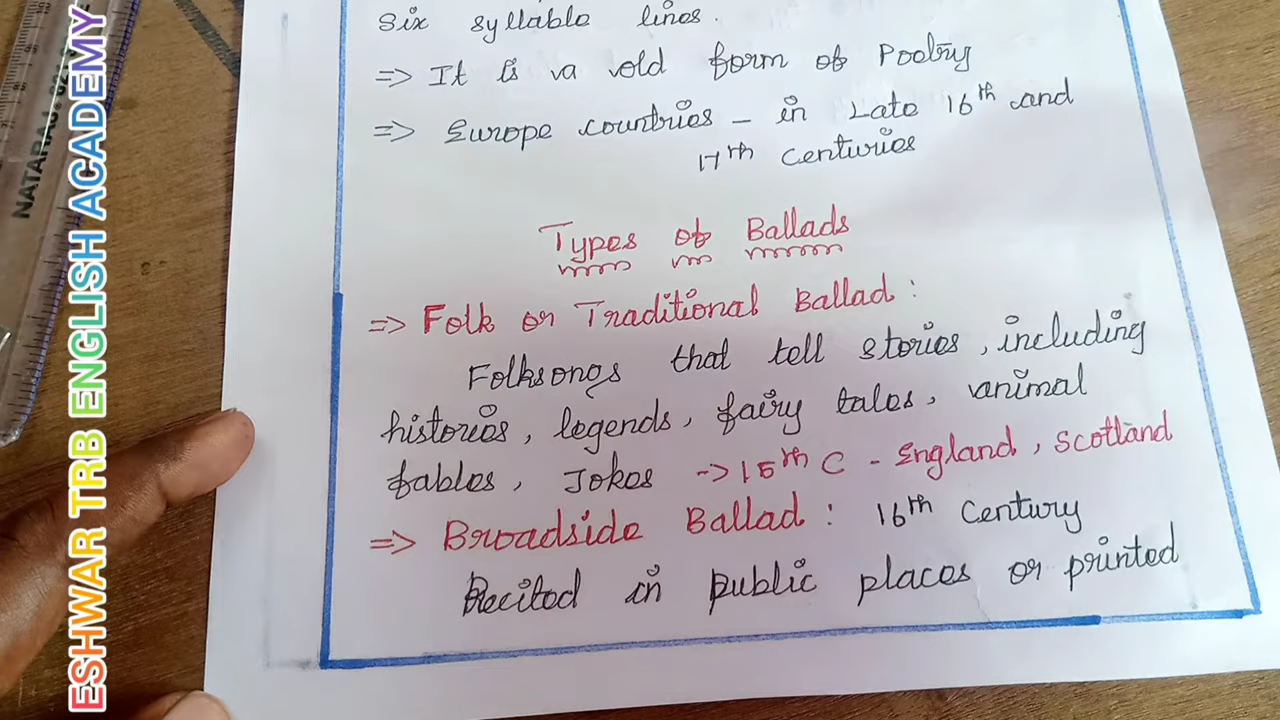 Six syllable lines.
=> It is a old form of Poetry
=> Europe countries - in Late 16th and
17th Centuries
Types of Ballads
=> Folk or Traditional Ballad:
Folksongs that tell stories, including
histories, legends, fairy tales, animal
fables, Jokes -> 15th C - England, Scotland
=> Broadside Ballad: 16th Century
Recited in public places or printed
ESHWAR TRB ENGLISH ACADEMY